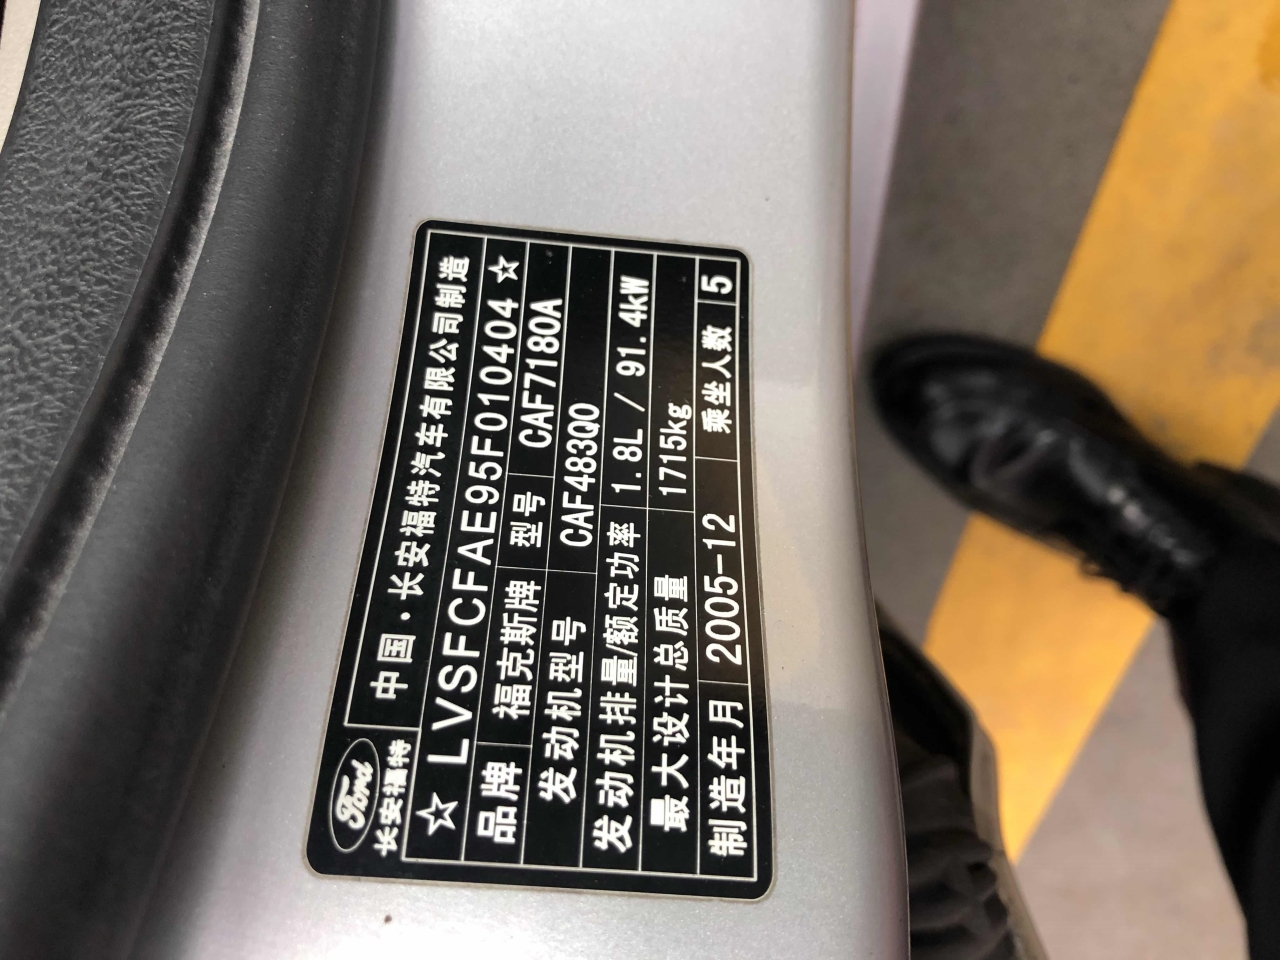 Ford
长安福特
中国·长安福特汽车有限公司制造
☆ LVSFCFAE95F010404 ☆
品牌 福克斯牌 型号 CAF7180A
发动机型号 CAF483Q0
发动机排量/额定功率 1.8L / 91.4kW
最大设计总质量 1715kg
制造年月 2005-12 乘坐人数 5